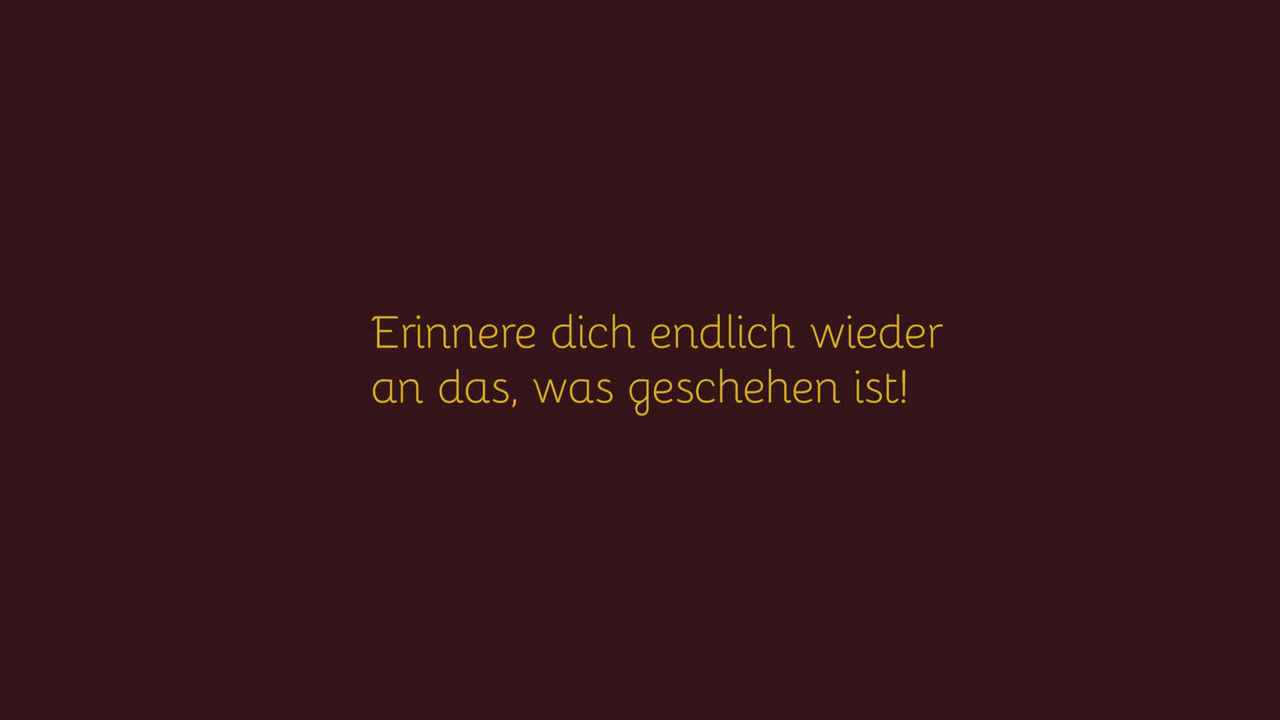 Erinnere dich endlich wieder
an das, was geschehen ist!